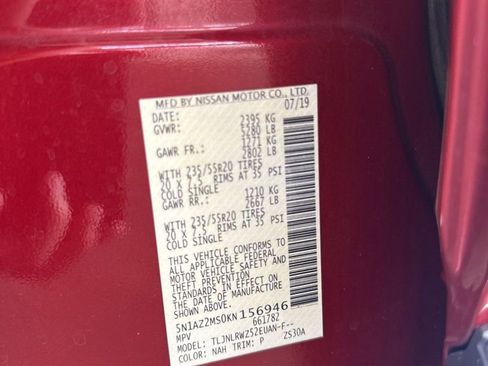 MFD BY NISSAN MOTOR CO., LTD.
DATE: 07/19
GVWR: 2395 KG
5280 LB
GAWR FR.: 1271 KG
2802 LB
WITH 235/55R20 TIRES
20 X 7.5 RIMS AT 35 PSI
COLD SINGLE
GAWR RR.: 1210 KG
2667 LB
WITH 235/55R20 TIRES
20 X 7.5 RIMS AT 35 PSI
COLD SINGLE
THIS VEHICLE CONFORMS TO
ALL APPLICABLE FEDERAL
MOTOR VEHICLE SAFETY AND
THEFT PREVENTION
STANDARDS IN EFFECT ON
THE DATE OF MANUFACTURE
SHOWN ABOVE.
5N1AZ2MS0KN156946
MPV 661782
MODEL: TLJNLRWZ52EUAN-F--
COLOR: NAH TRIM: P ZS30A